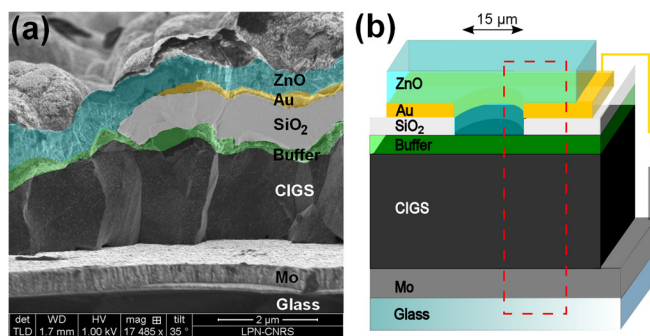 (a)
ZnO
Au
SiO₂
Buffer
CIGS
Mo
Glass
det WD HV mag ⊞ tilt
TLD 1.7 mm 1.00 kV 17 485 x 35 ° 2 µm LPN-CNRS
(b)
15 µm
ZnO
Au
SiO₂
Buffer
CIGS
Mo
Glass